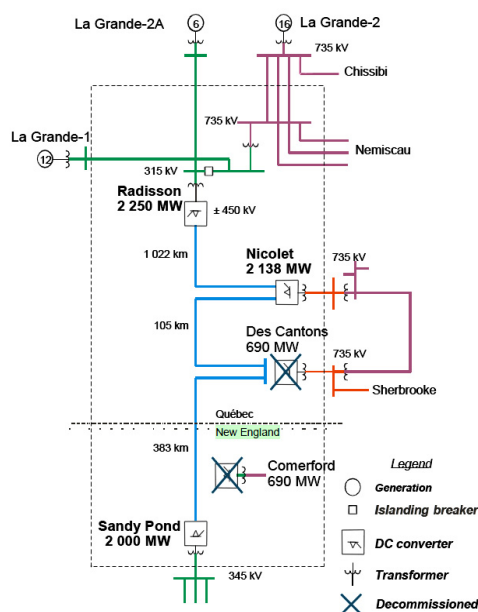 La Grande-2A
6
16
La Grande-2
735 kV
Chissibi
735 kV
La Grande-1
12
Nemiscau
315 kV
Radisson
2 250 MW
± 450 kV
1 022 km
Nicolet
2 138 MW
735 kV
105 km
Des Cantons
690 MW
735 kV
Sherbrooke
Québec
New England
383 km
Comerford
690 MW
Sandy Pond
2 000 MW
345 kV
Legend
Generation
Islanding breaker
DC converter
Transformer
Decommissioned